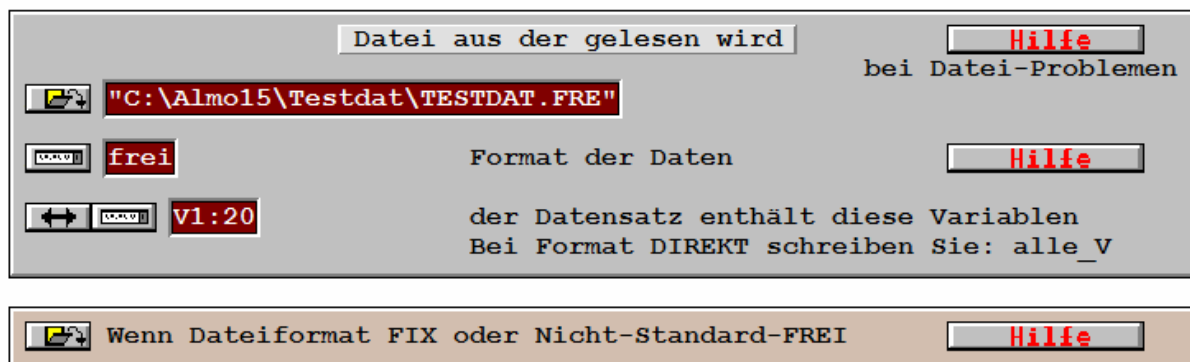 Datei aus der gelesen wird Hilfe
bei Datei-Problemen
"C:\Almo15\Testdat\TESTDAT.FRE"
frei Format der Daten Hilfe
V1:20 der Datensatz enthält diese Variablen
Bei Format DIREKT schreiben Sie: alle_V
Wenn Dateiformat FIX oder Nicht-Standard-FREI Hilfe